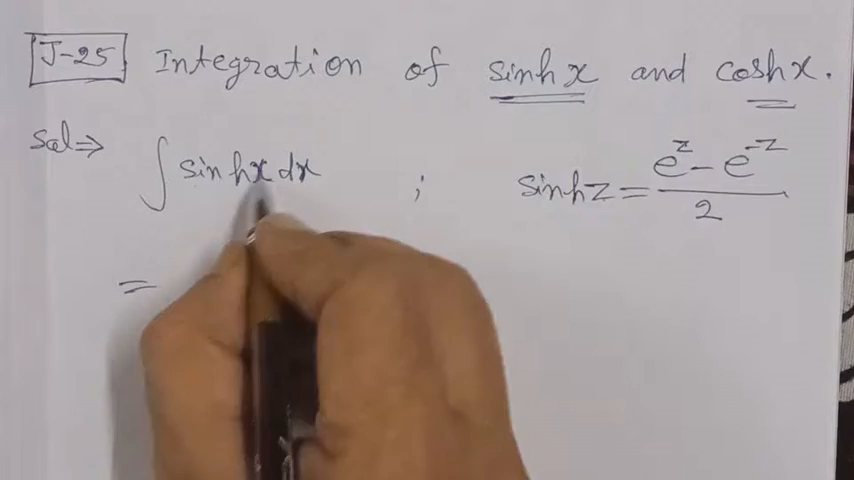 J-25 Integration of sinhx and coshx.
Sol⇒ ∫ sinhx dx ; sinhz = (e^z - e^-z)/2
=